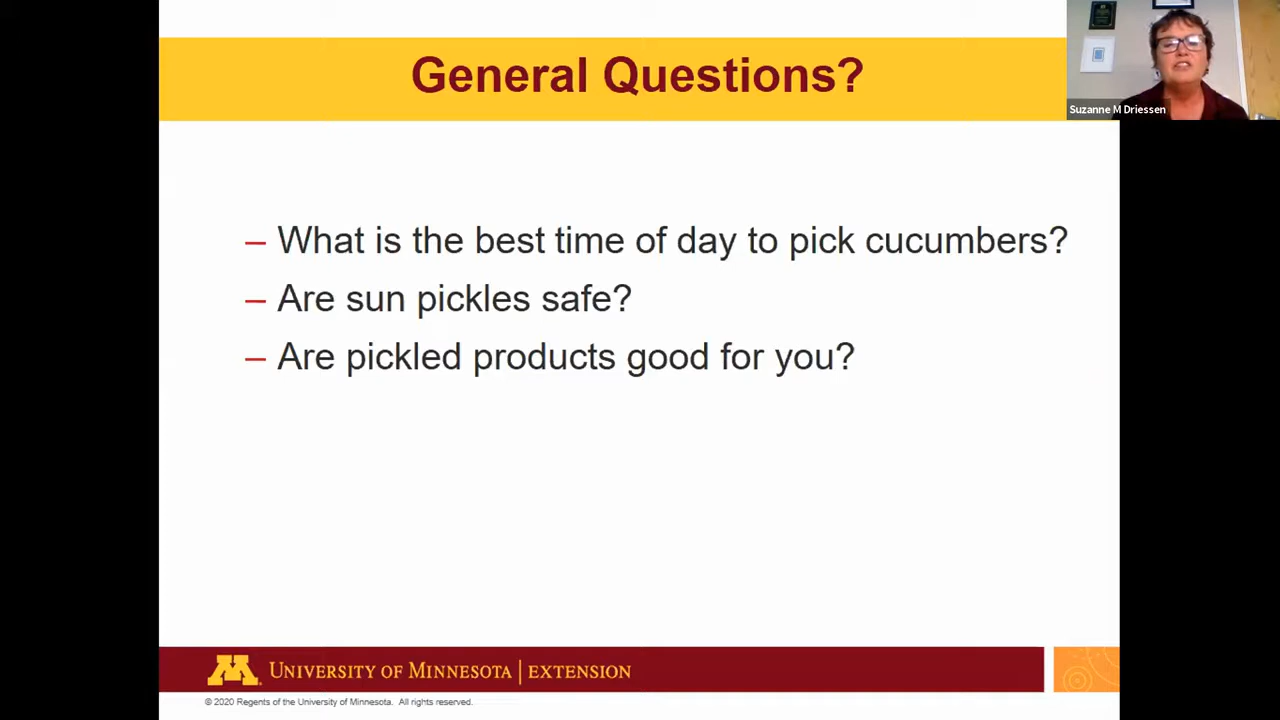 General Questions?
Suzanne M Driessen
– What is the best time of day to pick cucumbers?
– Are sun pickles safe?
– Are pickled products good for you?
M UNIVERSITY OF MINNESOTA | EXTENSION
© 2020 Regents of the University of Minnesota. All rights reserved.